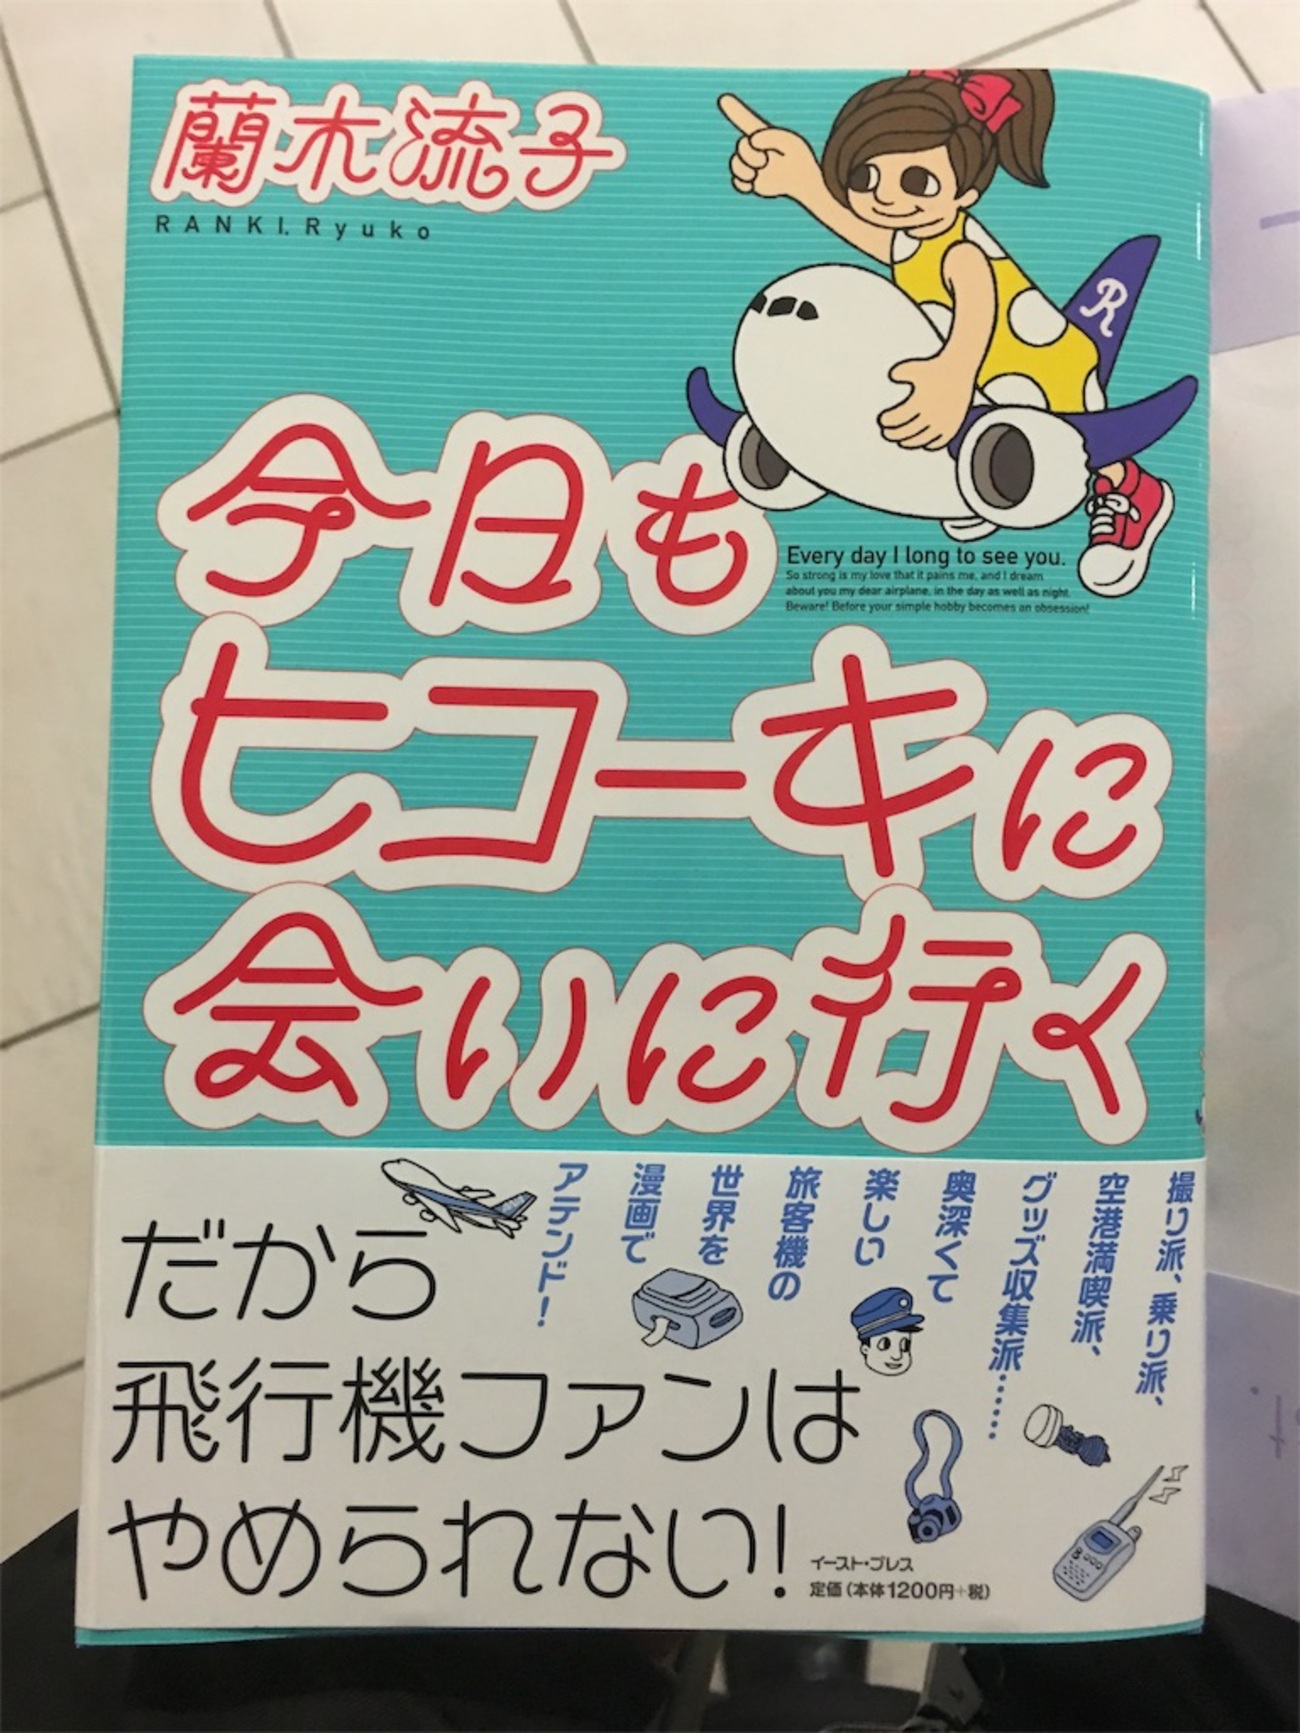 蘭木流子
RANKI.Ryuko
R
今日も
Every day I long to see you.
So strong is my love that it pains me, and I dream
about you my dear airplane, in the day as well as night.
Beware! Before your simple hobby becomes an obsession!
ヒコーキに
会いに行く
撮り派、乗り派、
空港満喫派、
グッズ収集派……
奥深くて
楽しい
旅客機の
世界を
漫画で
アテンド！
だから
飛行機ファンは
やめられない！
イースト・プレス
定価（本体1200円+税）